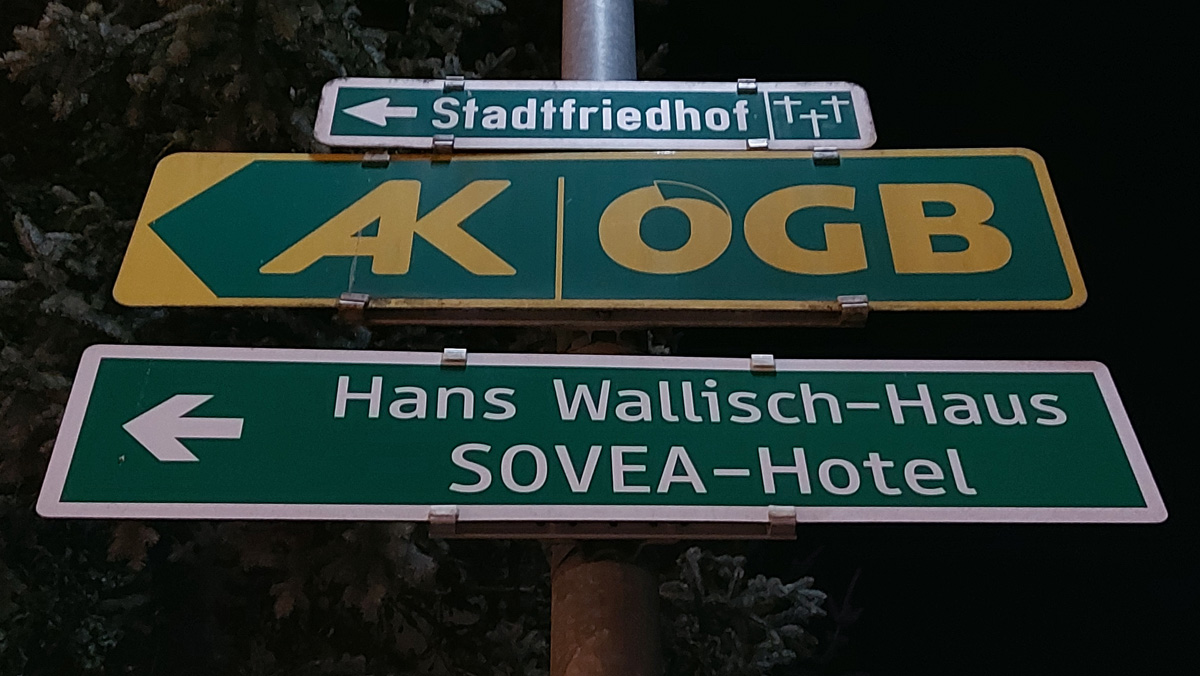 Stadtfriedhof
AK | ÖGB
Hans Wallisch-Haus
SOVEA-Hotel